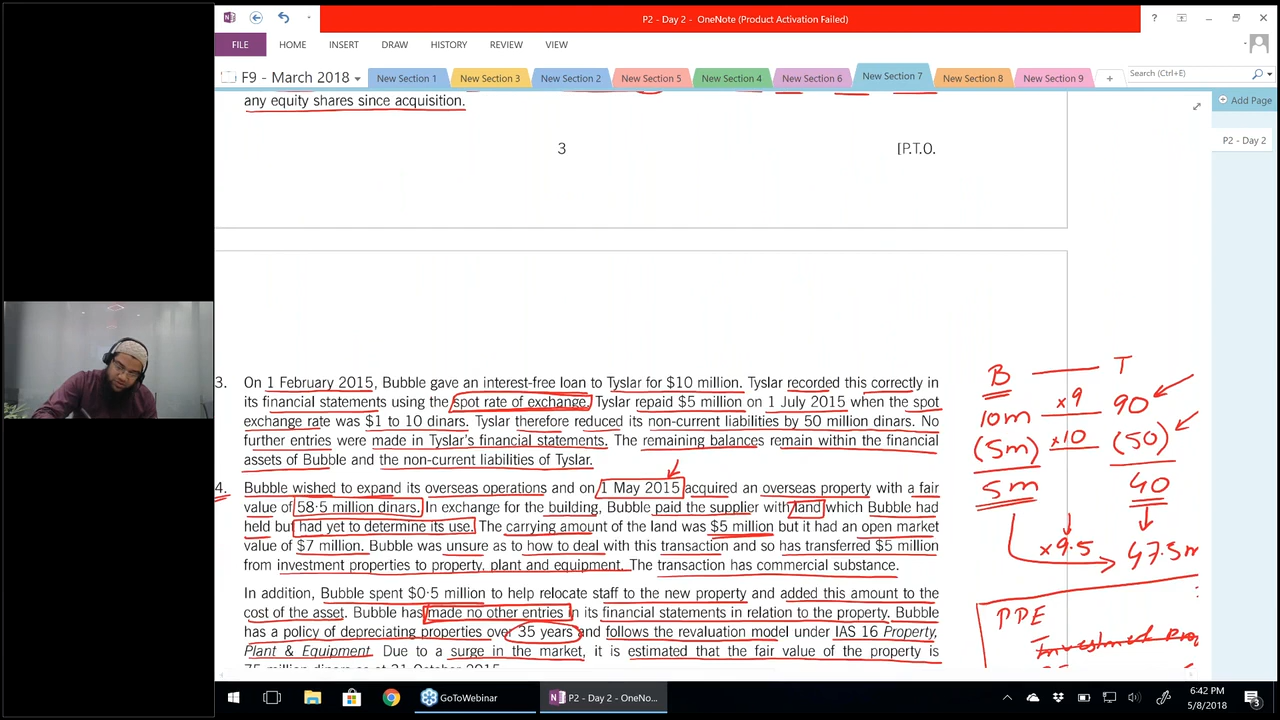 P2 - Day 2 - OneNote (Product Activation Failed)
FILE HOME INSERT DRAW HISTORY REVIEW VIEW
F9 - March 2018 New Section 1 New Section 3 New Section 2 New Section 5 New Section 4 New Section 6 New Section 7 New Section 8 New Section 9 Search (Ctrl+E)
Add Page
P2 - Day 2
any equity shares since acquisition.
3 [P.T.O.
3. On 1 February 2015, Bubble gave an interest-free loan to Tyslar for $10 million. Tyslar recorded this correctly in
its financial statements using the spot rate of exchange. Tyslar repaid $5 million on 1 July 2015 when the spot
exchange rate was $1 to 10 dinars. Tyslar therefore reduced its non-current liabilities by 50 million dinars. No
further entries were made in Tyslar's financial statements. The remaining balances remain within the financial
assets of Bubble and the non-current liabilities of Tyslar.
4. Bubble wished to expand its overseas operations and on 1 May 2015 acquired an overseas property with a fair
value of 58·5 million dinars. In exchange for the building, Bubble paid the supplier with land which Bubble had
held but had yet to determine its use. The carrying amount of the land was $5 million but it had an open market
value of $7 million. Bubble was unsure as to how to deal with this transaction and so has transferred $5 million
from investment properties to property, plant and equipment. The transaction has commercial substance.
In addition, Bubble spent $0·5 million to help relocate staff to the new property and added this amount to the
cost of the asset. Bubble has made no other entries in its financial statements in relation to the property. Bubble
has a policy of depreciating properties over 35 years and follows the revaluation model under IAS 16 Property,
Plant & Equipment. Due to a surge in the market, it is estimated that the fair value of the property is
75 million dinars as at 31 October 2015.
B T
10m x9 90
(5m) x10 (50)
5m 40
x9.5 47.5m
PPE
GoToWebinar P2 - Day 2 - OneNo...
6:42 PM
5/8/2018
3